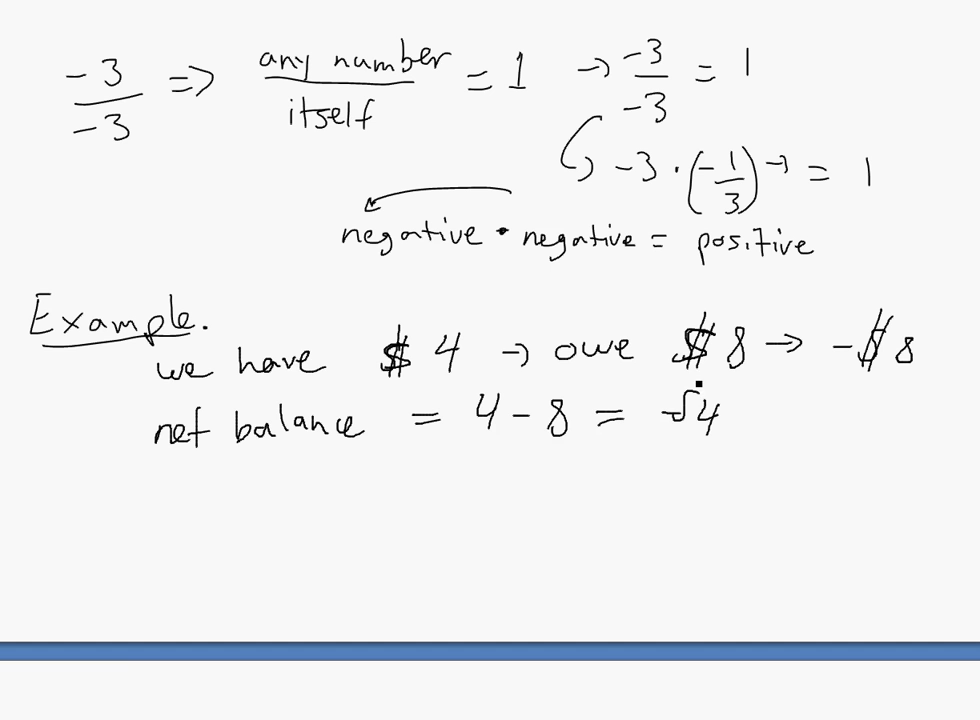 -3/-3 => any number/itself = 1 → -3/-3 = 1
-3 · (-1/3) → = 1
negative · negative = positive
Example.
we have $4 → owe $8 → -$8
net balance = 4 - 8 = -4